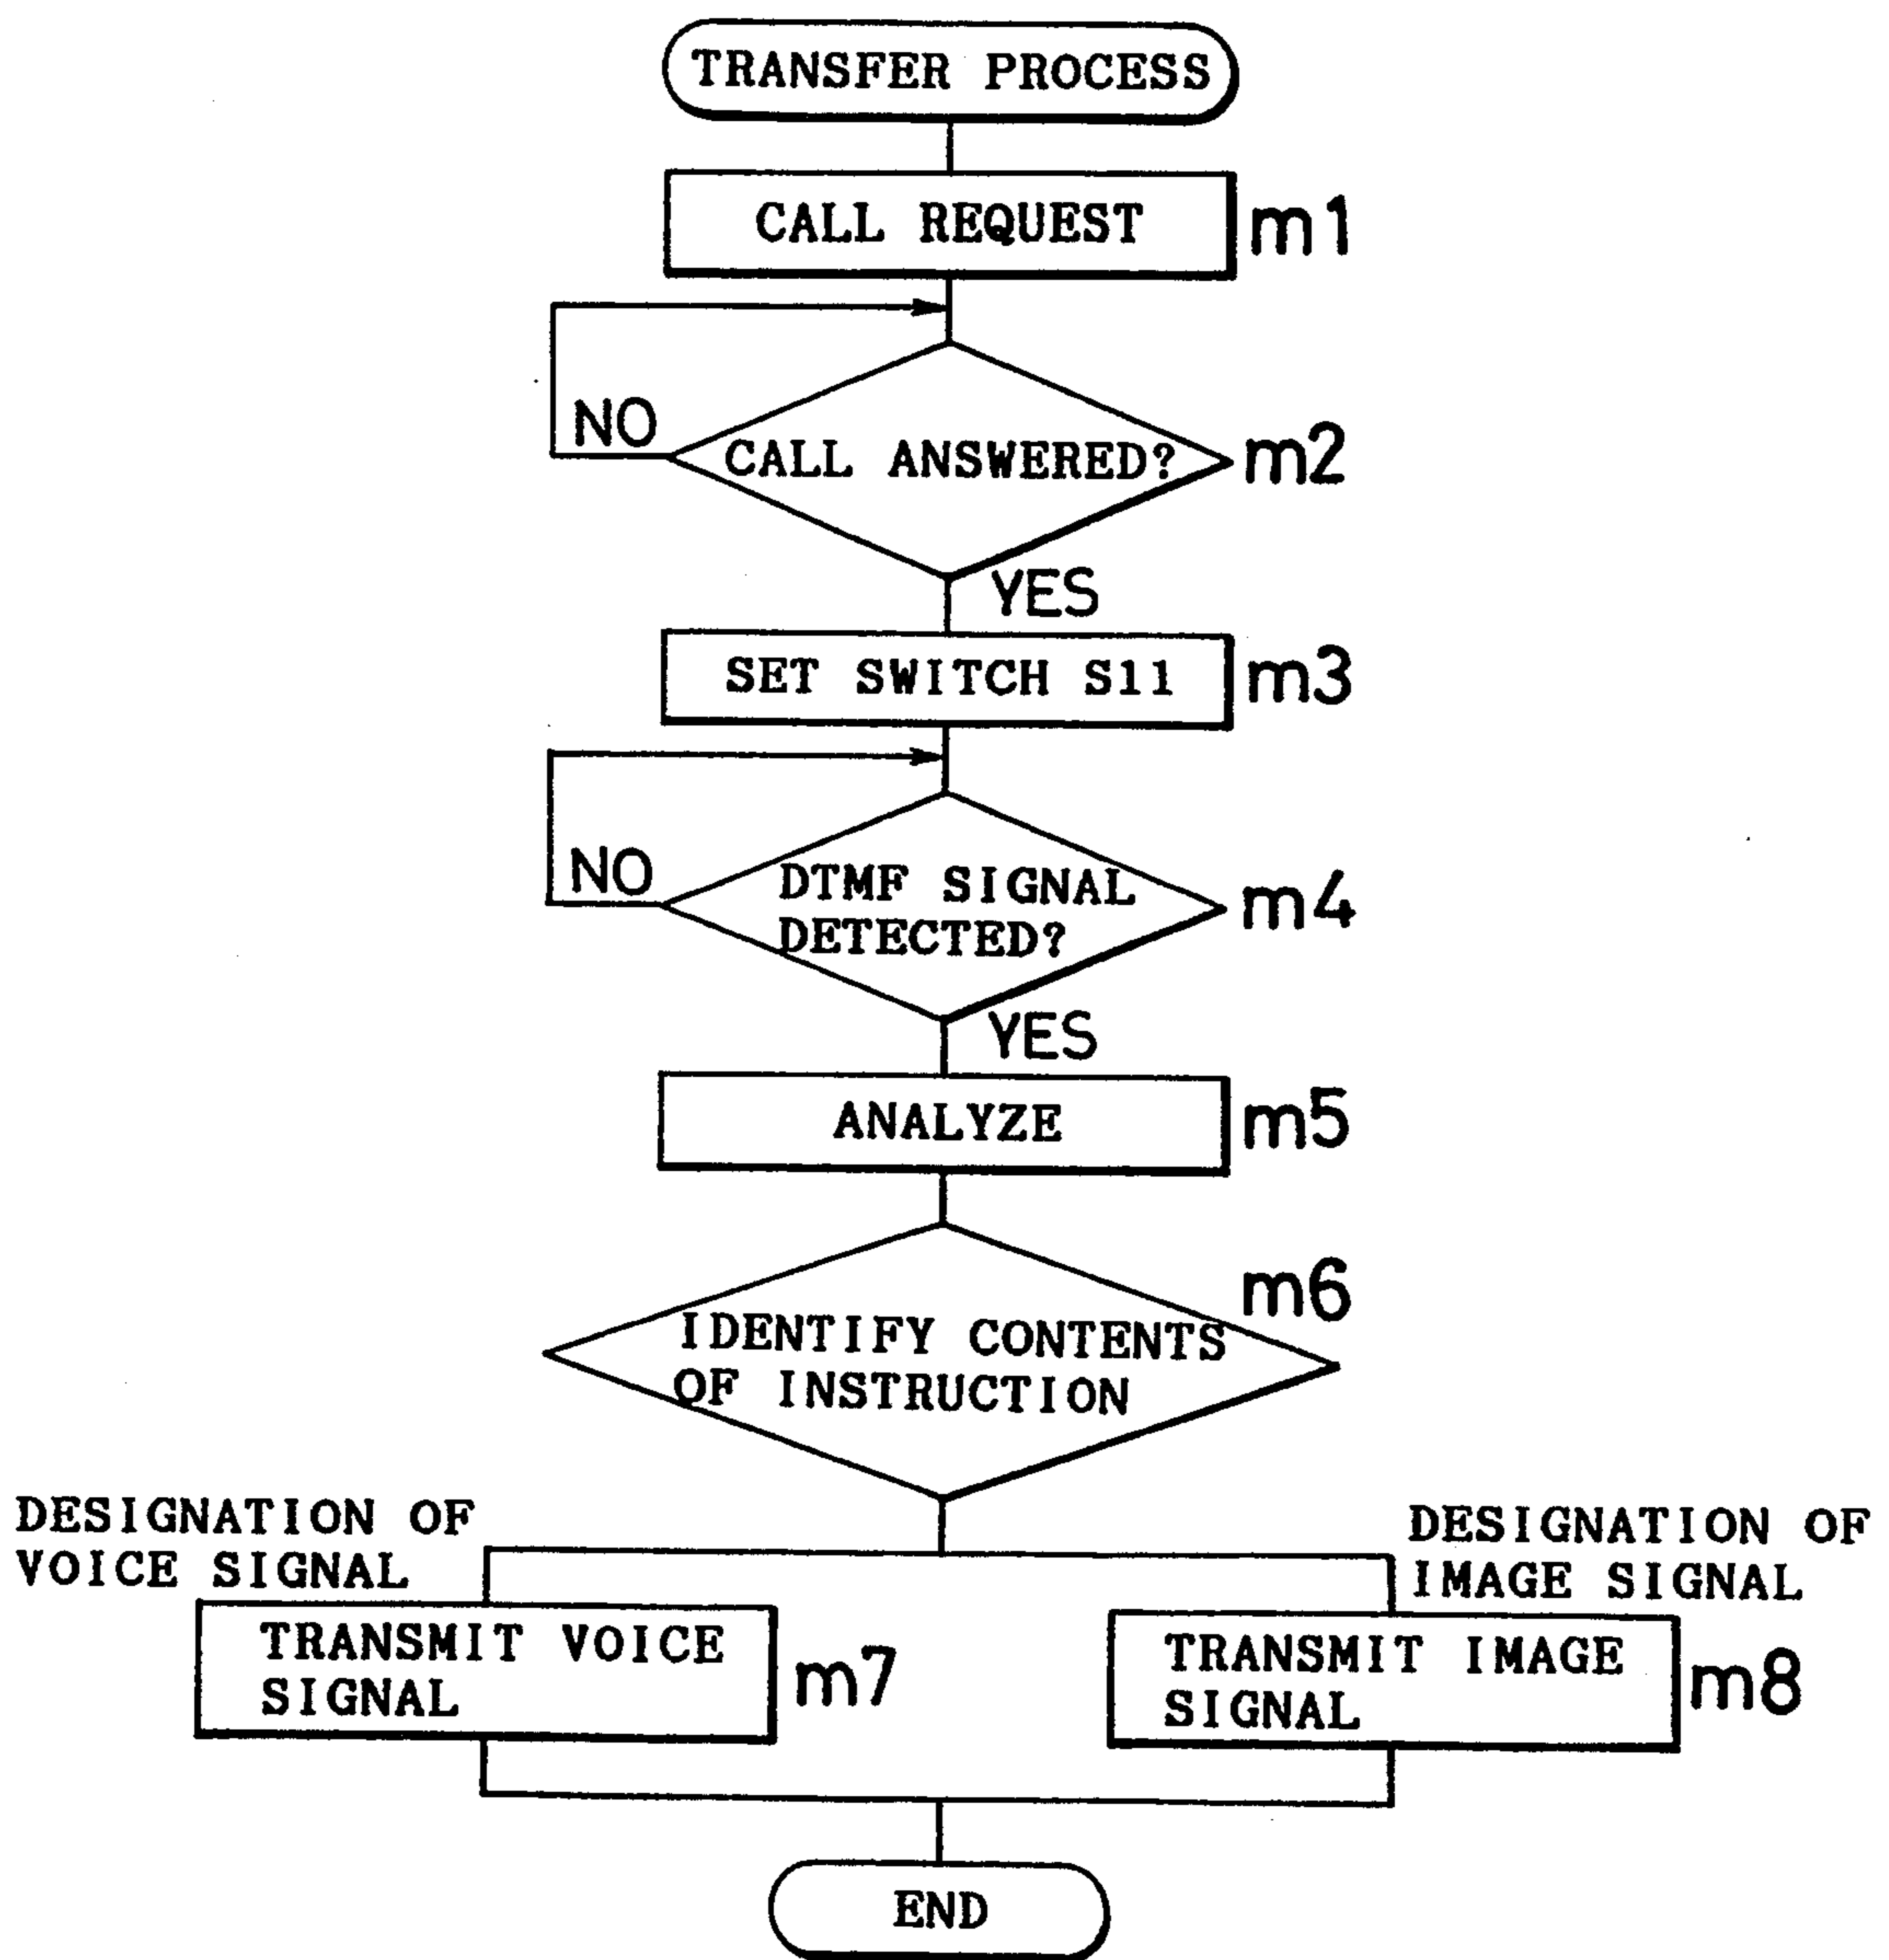 TRANSFER PROCESS
CALL REQUEST
m1
NO
CALL ANSWERED?
m2
YES
SET SWITCH S11
m3
NO
DTMF SIGNAL
DETECTED?
m4
YES
ANALYZE
m5
m6
IDENTIFY CONTENTS
OF INSTRUCTION
DESIGNATION OF
VOICE SIGNAL
DESIGNATION OF
IMAGE SIGNAL
TRANSMIT VOICE
SIGNAL
m7
TRANSMIT IMAGE
SIGNAL
m8
END